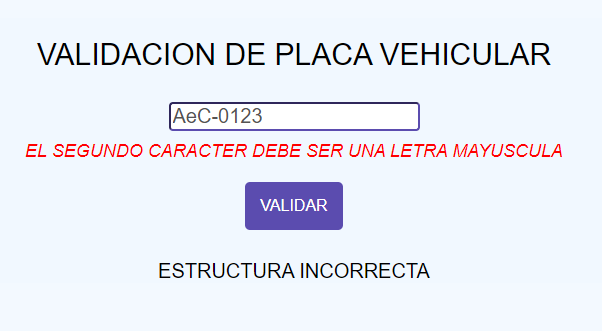 VALIDACION DE PLACA VEHICULAR
AeC-0123
EL SEGUNDO CARACTER DEBE SER UNA LETRA MAYUSCULA
VALIDAR
ESTRUCTURA INCORRECTA